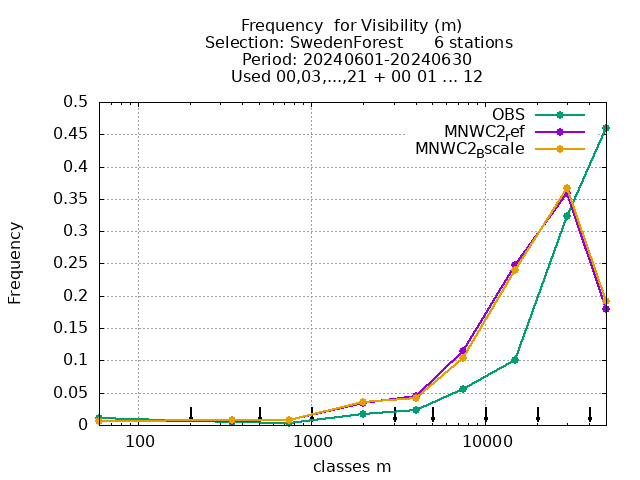 Frequency  for Visibility (m)
Selection: SwedenForest      6 stations
Period: 20240601-20240630
Used 00,03,...,21 + 00 01 ... 12
0.5
0.45
0.4
0.35
0.3
0.25
0.2
0.15
0.1
0.05
0
Frequency
OBS
MNWC2ref
MNWC2Bscale
100
1000
10000
classes m